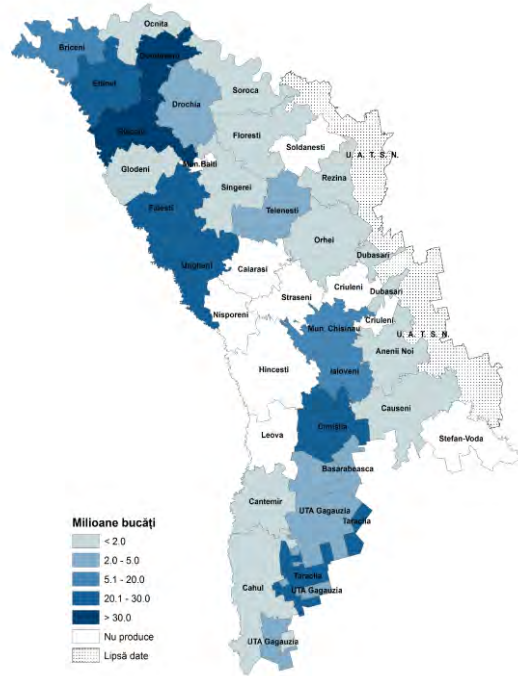 Ocnita
Briceni
Donduseni
Edinet
Drochia
Soroca
Riscani
Floresti
Soldanesti
U. A. T. S. N.
Mun.Balti
Glodeni
Rezina
Singerei
Falesti
Telenesti
Orhei
Ungheni
Dubasari
Calarasi
Criuleni
Dubasari
Straseni
Criuleni
Nisporeni
Mun. Chisinau
U. A. T. S. N.
Anenii Noi
Hincesti
Ialoveni
Causeni
Cimișlia
Leova
Stefan-Voda
Basarabeasca
Cantemir
UTA Gagauzia
Taraclia
Taraclia
UTA Gagauzia
Cahul
UTA Gagauzia
Milioane bucăți
< 2.0
2.0 - 5.0
5.1 - 20.0
20.1 - 30.0
> 30.0
Nu produce
Lipsă date